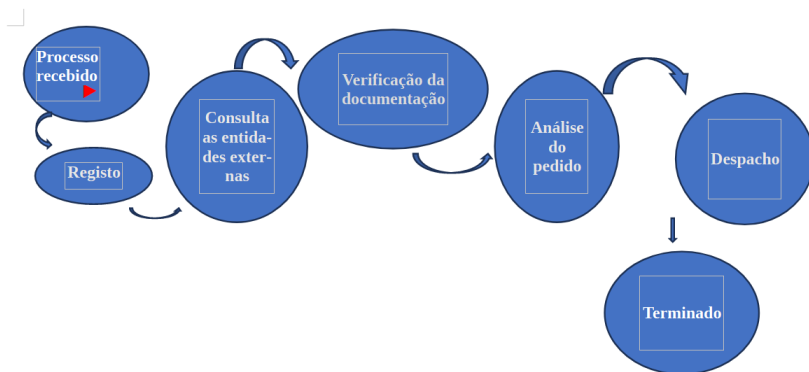 Processo
recebido
Registo
Consulta
as entida-
des exter-
nas
Verificação da
documentação
Análise
do
pedido
Despacho
Terminado